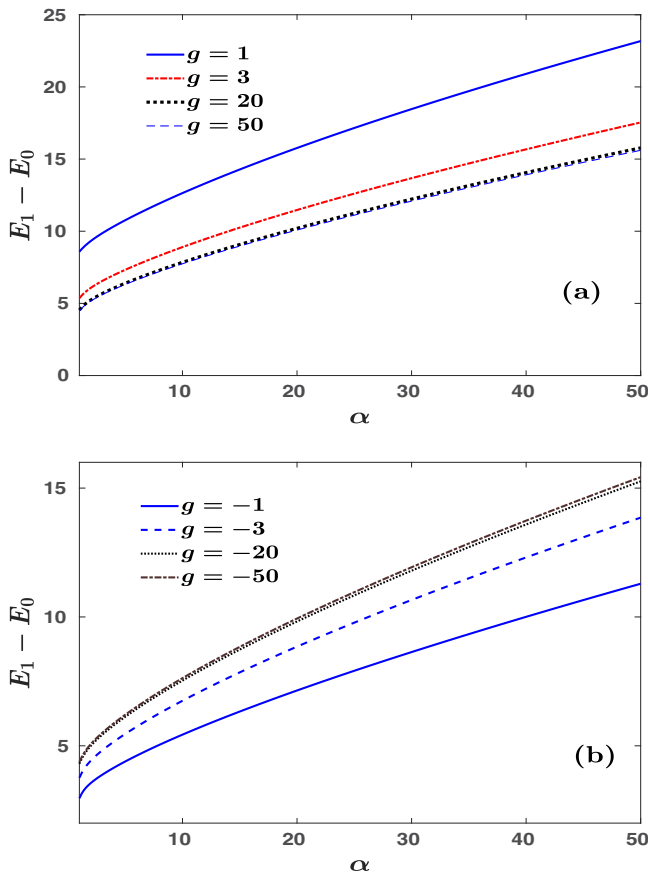 25
20
15
10
5
0
E₁ − E₀
g = 1
g = 3
g = 20
g = 50
(a)
10 20 30 40 50
α
15
10
5
E₁ − E₀
g = −1
g = −3
g = −20
g = −50
(b)
10 20 30 40 50
α